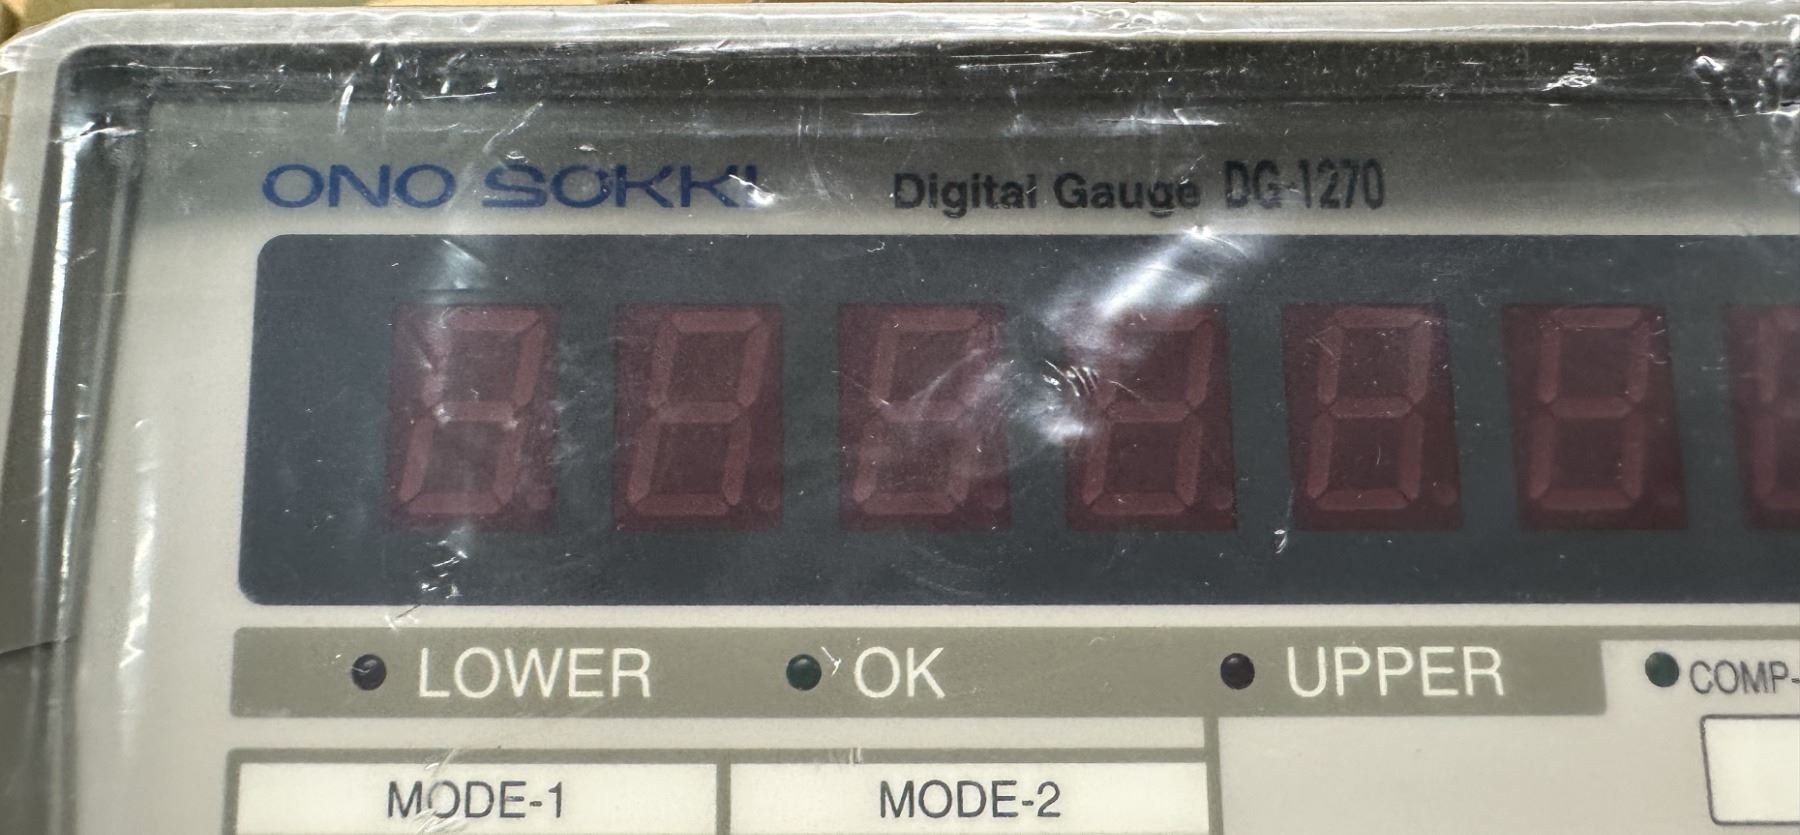 ONO SOKKI Digital Gauge DG-1270
LOWER OK UPPER COMP-
MODE-1 MODE-2